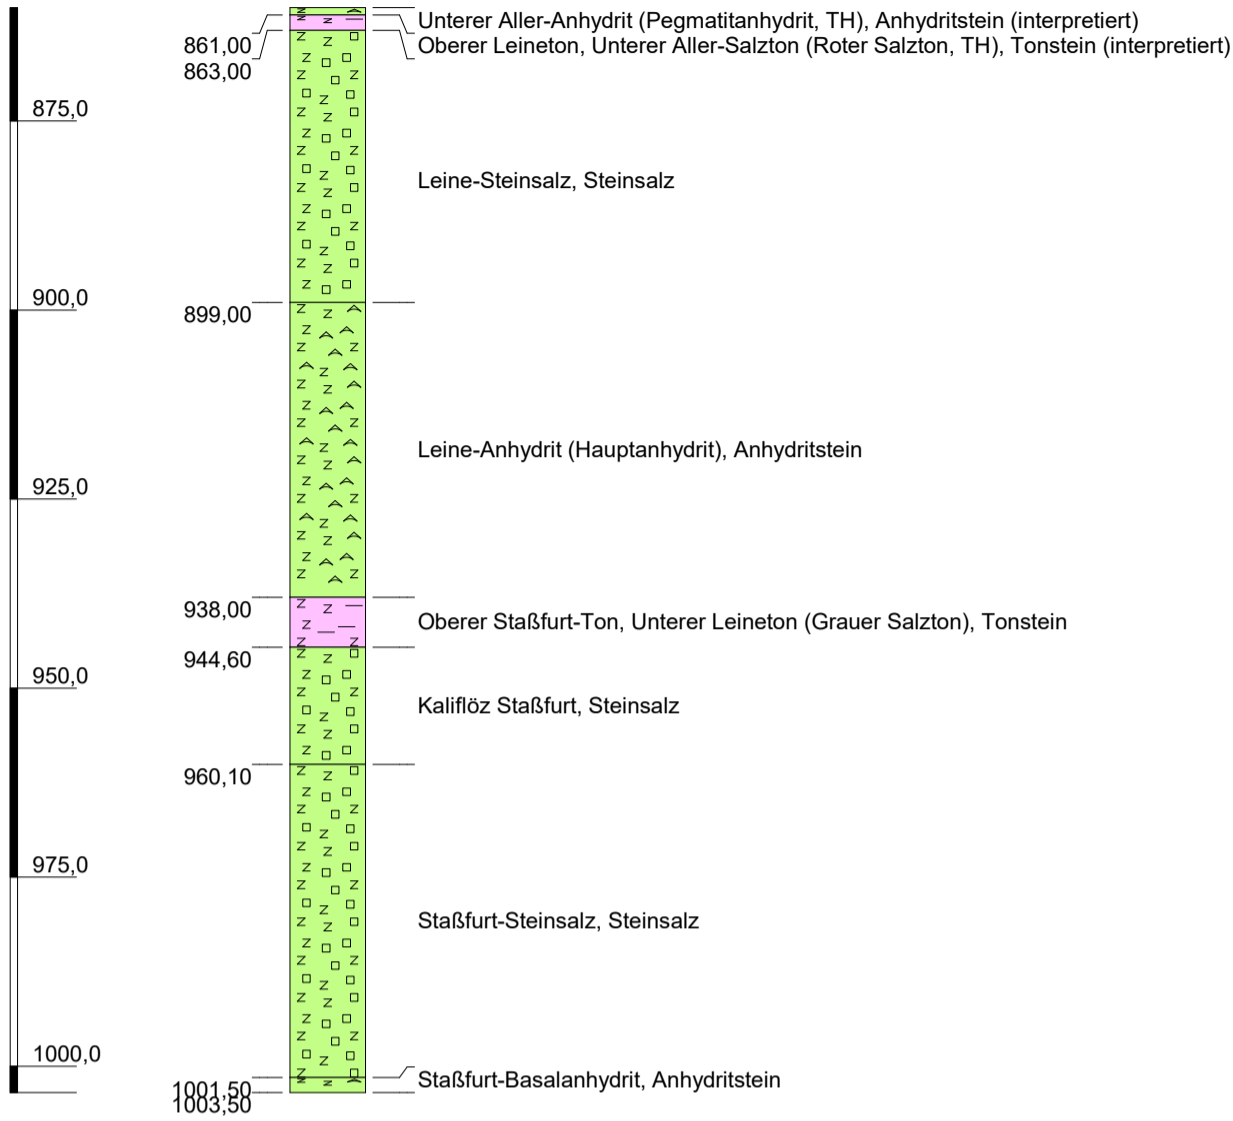 Unterer Aller-Anhydrit (Pegmatitanhydrit, TH), Anhydritstein (interpretiert)
861,00
Oberer Leineton, Unterer Aller-Salzton (Roter Salzton, TH), Tonstein (interpretiert)
863,00
875,0
Leine-Steinsalz, Steinsalz
900,0
899,00
Leine-Anhydrit (Hauptanhydrit), Anhydritstein
925,0
938,00
Oberer Staßfurt-Ton, Unterer Leineton (Grauer Salzton), Tonstein
944,60
950,0
Kaliflöz Staßfurt, Steinsalz
960,10
975,0
Staßfurt-Steinsalz, Steinsalz
1000,0
Staßfurt-Basalanhydrit, Anhydritstein
1001,50
1003,50